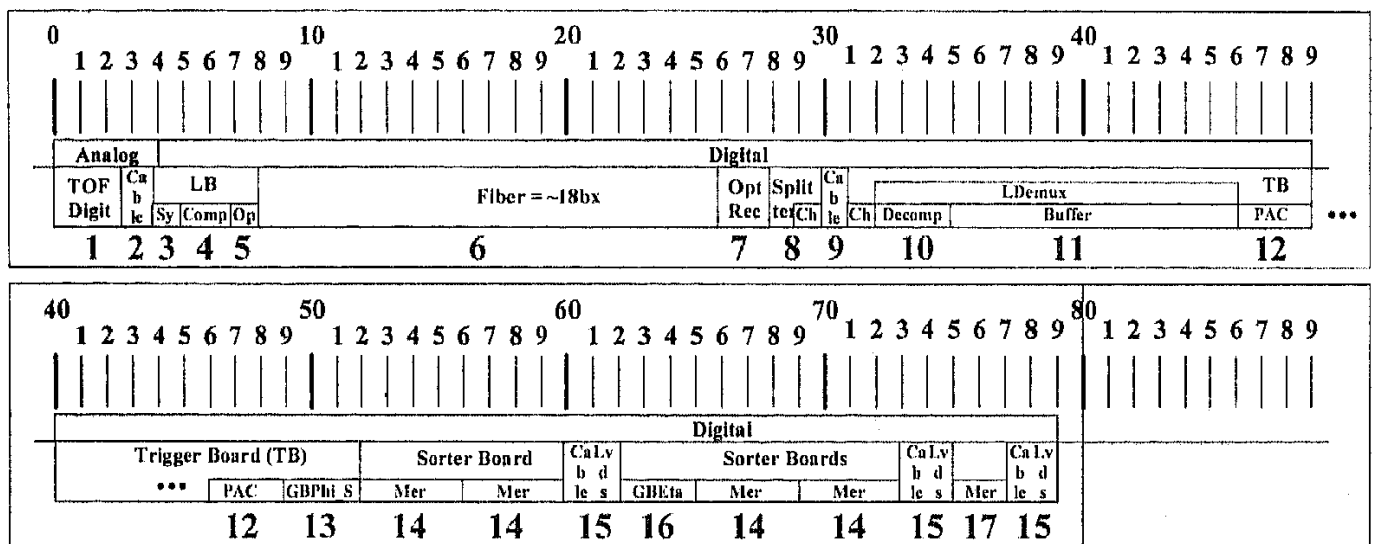 0 10 20 30 40
1 2 3 4 5 6 7 8 9 1 2 3 4 5 6 7 8 9 1 2 3 4 5 6 7 8 9 1 2 3 4 5 6 7 8 9 1 2 3 4 5 6 7 8 9
Analog Digital
TOF Digit Ca b le LB Fiber = ~18bx Opt Rec Split ter Ca b le LDemux TB
Sy Comp Op Ch Ch Decomp Buffer PAC •••
1 2 3 4 5 6 7 8 9 10 11 12
40 50 60 70 80
1 2 3 4 5 6 7 8 9 1 2 3 4 5 6 7 8 9 1 2 3 4 5 6 7 8 9 1 2 3 4 5 6 7 8 9 1 2 3 4 5 6 7 8 9
Digital
Trigger Board (TB) Sorter Board Ca b le Lv d s Sorter Boards Ca b le Lv d s Ca b le Lv d s
••• PAC GBPhi S Mer Mer GBEta Mer Mer Mer
12 13 14 14 15 16 14 14 15 17 15